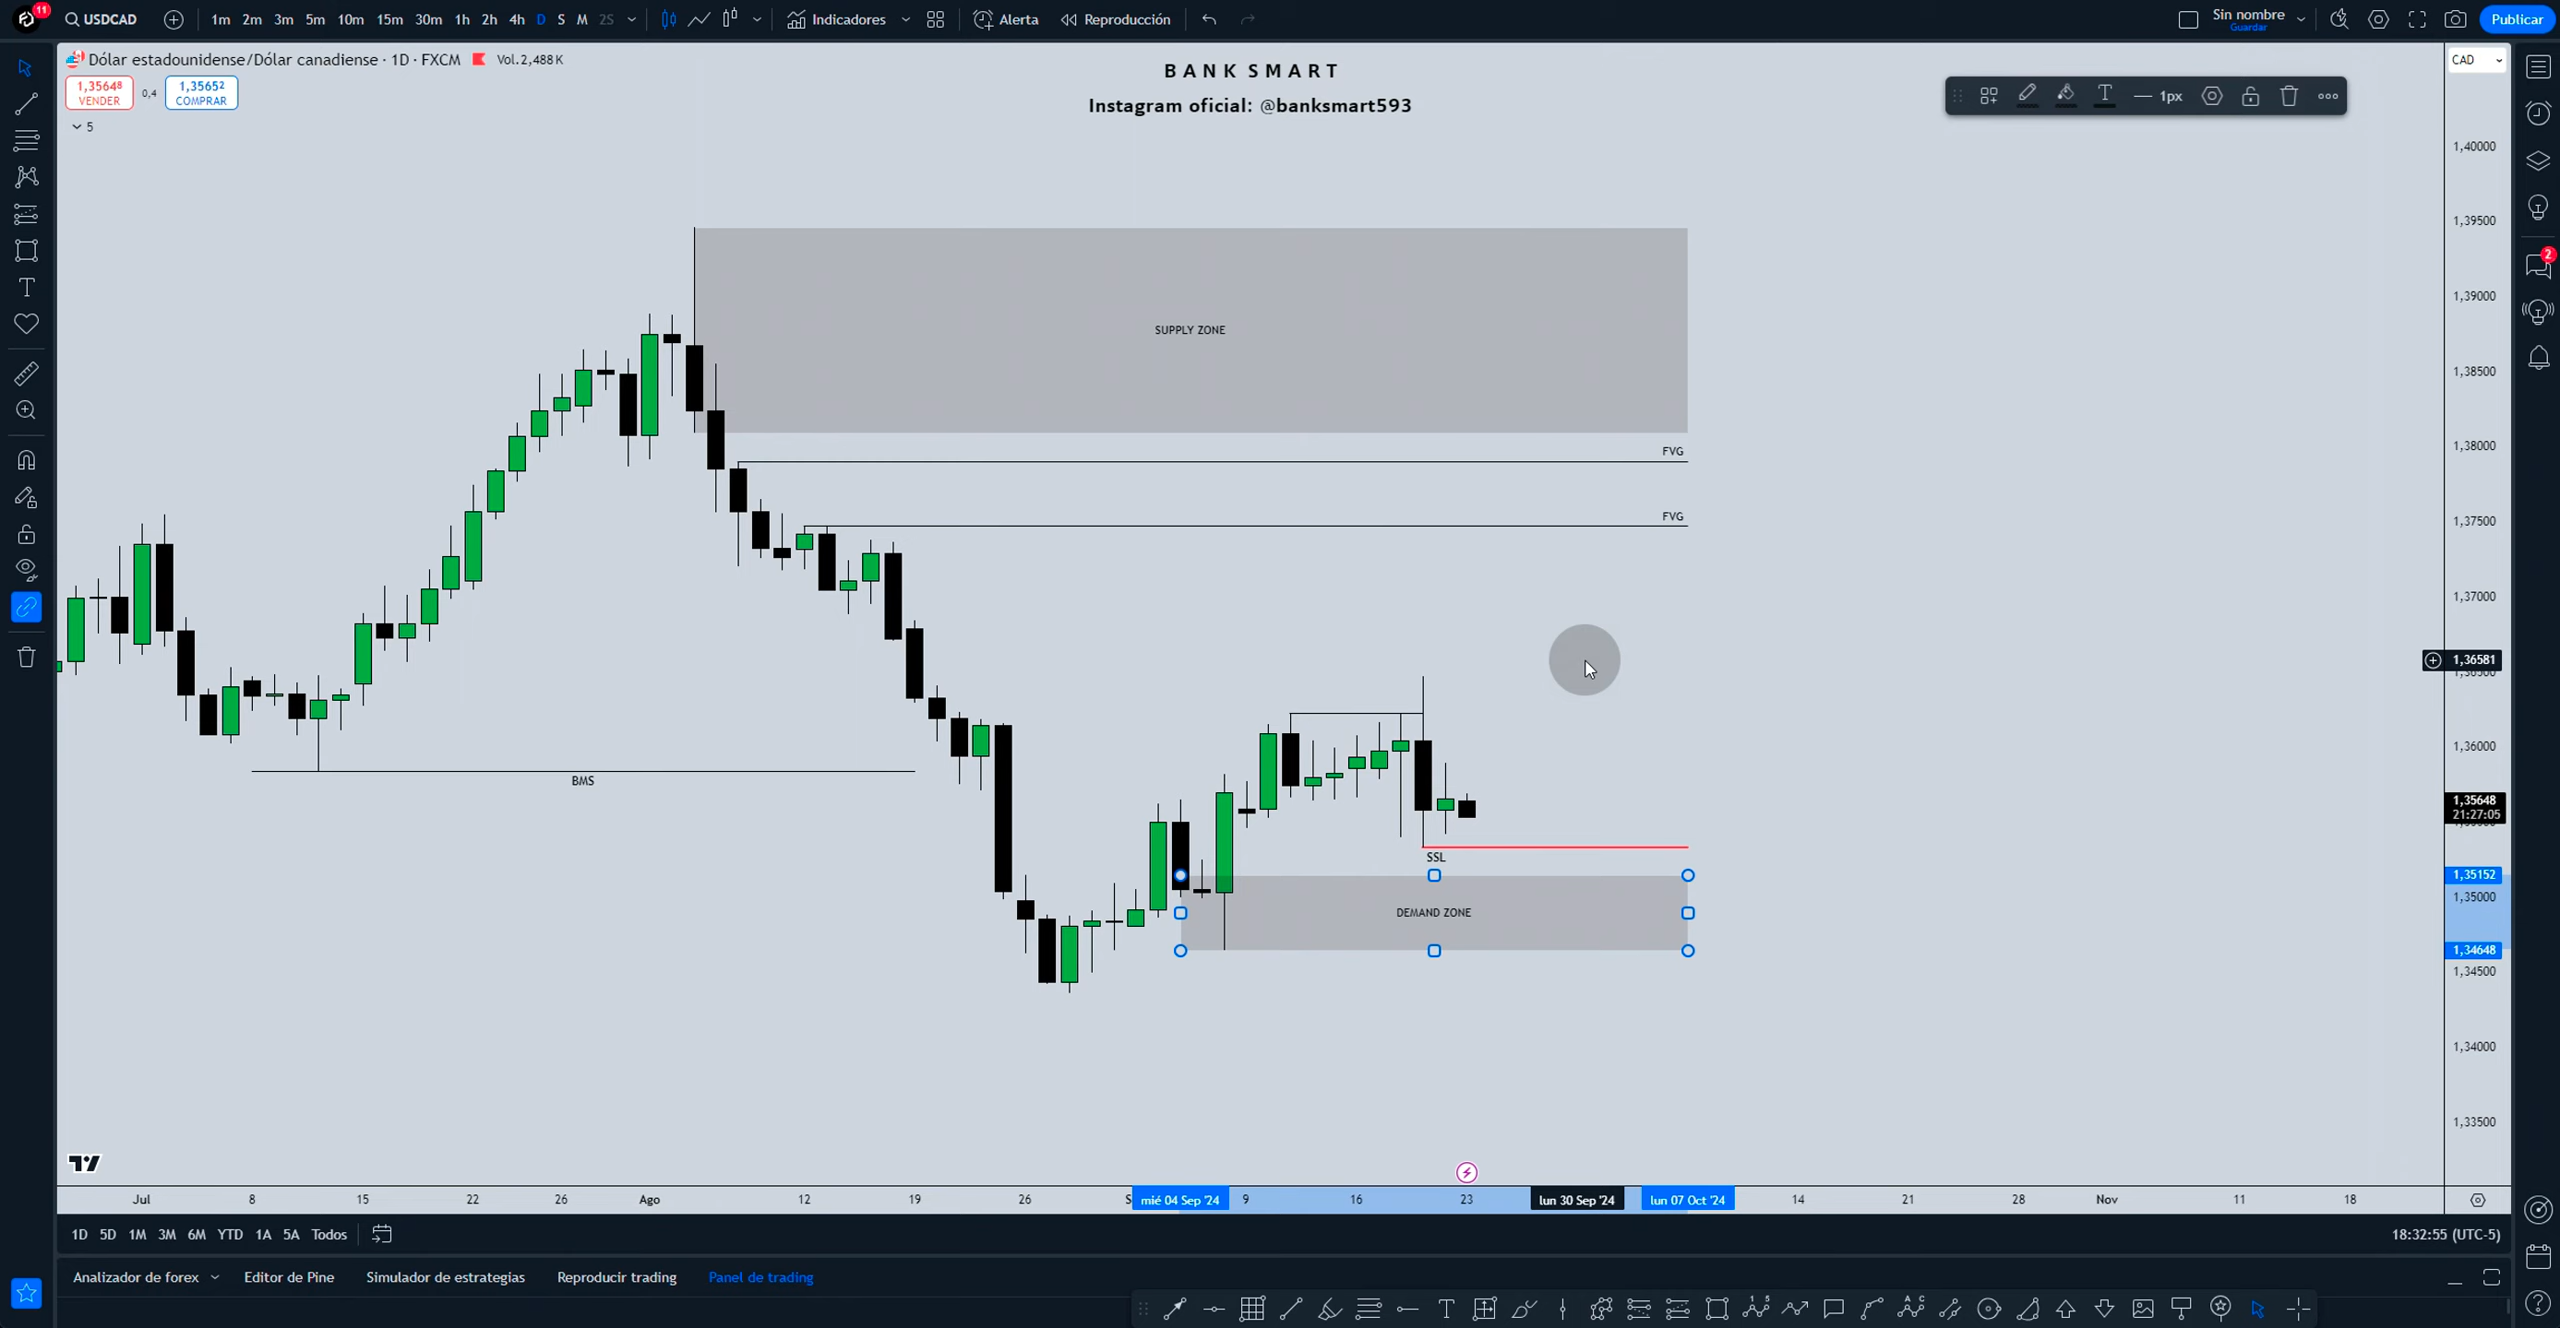 11
USDCAD
1m 2m 3m 5m 10m 15m 30m 1h 2h 4h D S M 2S
Indicadores
Alerta
Reproducción
Sin nombre
Guardar
Publicar
Dólar estadounidense/Dólar canadiense · 1D · FXCM
Vol.2,488K
1,35648
VENDER
0,4
1,35652
COMPRAR
5
BANK SMART
Instagram oficial: @banksmart593
1px
CAD
2
1,40000
1,39500
1,39000
1,38500
1,38000
1,37500
1,37000
1,36581
1,36000
1,35648
21:27:05
1,35152
1,35000
1,34648
1,34500
1,34000
1,33500
SUPPLY ZONE
FVG
FVG
BMS
SSL
DEMAND ZONE
Jul 8 15 22 26 Ago 12 19 26 S mié 04 Sep '24 9 16 23 lun 30 Sep '24 lun 07 Oct '24 14 21 28 Nov 11 18
1D 5D 1M 3M 6M YTD 1A 5A Todos
18:32:55 (UTC-5)
Analizador de forex
Editor de Pine
Simulador de estrategias
Reproducir trading
Panel de trading